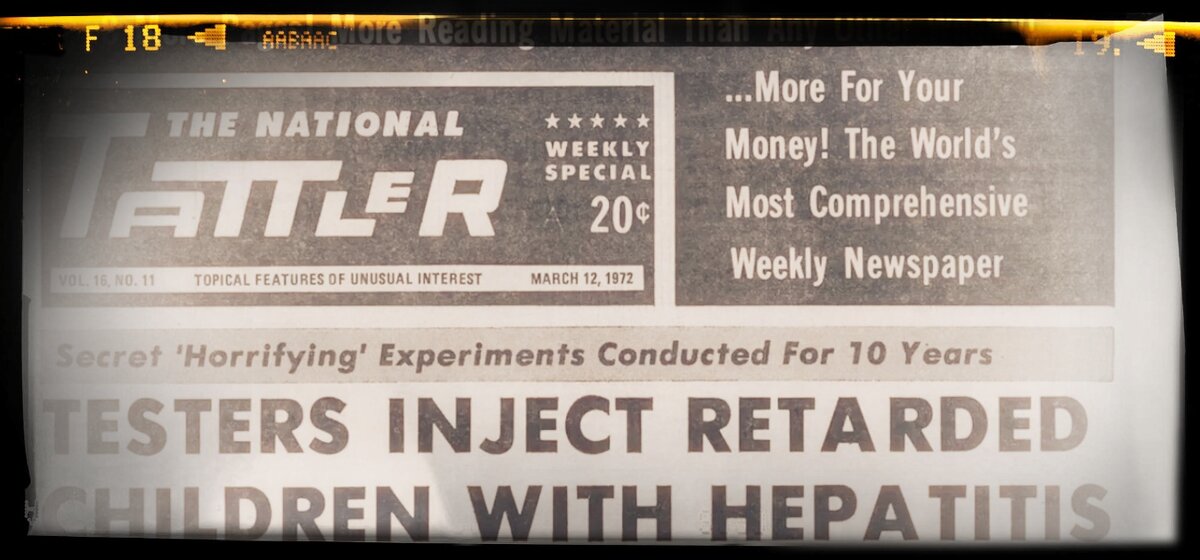 More Reading Material Than Any
F 18
AABAAC
19.
THE NATIONAL
TATTLER
★★★★★
WEEKLY
SPECIAL
20¢
VOL. 16, NO. 11 TOPICAL FEATURES OF UNUSUAL INTEREST MARCH 12, 1972
...More For Your
Money! The World's
Most Comprehensive
Weekly Newspaper
Secret 'Horrifying' Experiments Conducted For 10 Years
TESTERS INJECT RETARDED
CHILDREN WITH HEPATITIS